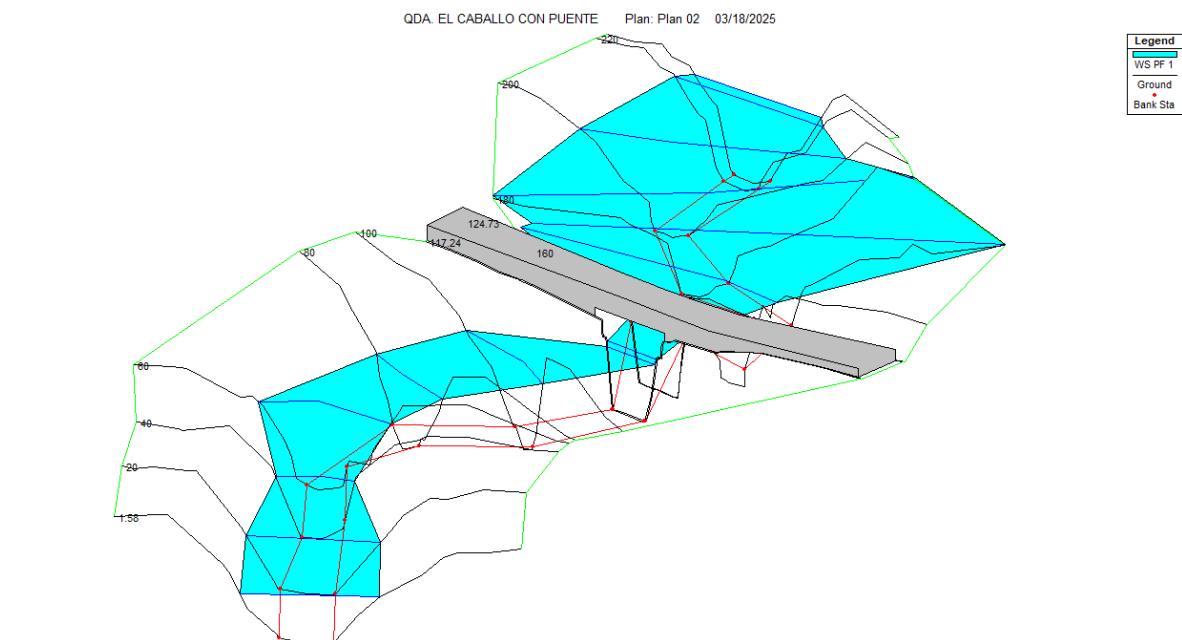 QDA. EL CABALLO CON PUENTE Plan: Plan 02 03/18/2025
Legend
WS PF 1
Ground
Bank Sta
220
200
180
124.73
117.24
160
100
80
60
40
20
1.58